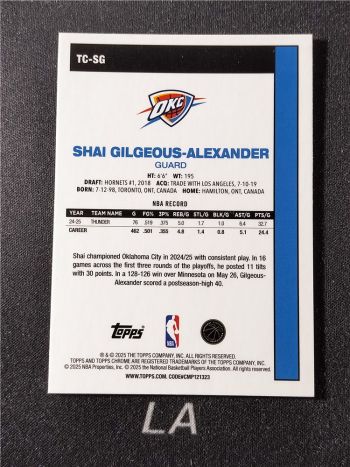 TC-SG
OKC
SHAI GILGEOUS-ALEXANDER
GUARD
HT: 6'6" WT: 195
DRAFT: HORNETS #1, 2018 ACQ: TRADE WITH LOS ANGELES, 7-10-19
BORN: 7-12-98, TORONTO, ONT, CANADA HOME: HAMILTON, ONT, CANADA
NBA RECORD
YEAR TEAM NAME G FG% 3P% REB/G STL/G BLK/G AST/G PTS/G
24-25 THUNDER 76 .519 .375 5.0 1.7 1.0 6.4 32.7
CAREER 462 .501 .355 4.8 1.4 0.8 5.1 24.4
Shai championed Oklahoma City in 2024/25 with consistent play. In 16
games across the first three rounds of the playoffs, he posted 11 tilts
with 30 points. In a 128-126 win over Minnesota on May 26, Gilgeous-
Alexander scored a postseason-high 40.
Topps
NBA
® & © 2025 THE TOPPS COMPANY, INC. ALL RIGHTS RESERVED.
TOPPS AND TOPPS CHROME ARE REGISTERED TRADEMARKS OF THE TOPPS COMPANY, INC.
© 2025 NBA Properties, Inc. © 2025 the National Basketball Players Association. All Rights Reserved.
WWW.TOPPS.COM. CODE#CMP121323
LA